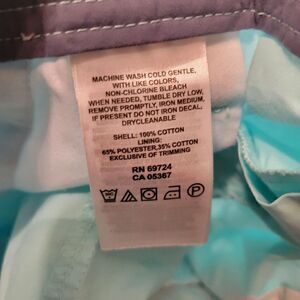 MACHINE WASH COLD GENTLE,
WITH LIKE COLORS,
NON-CHLORINE BLEACH
WHEN NEEDED, TUMBLE DRY LOW,
REMOVE PROMPTLY, IRON MEDIUM,
IF PRESENT DO NOT IRON DECAL,
DRYCLEANABLE
SHELL: 100% COTTON
LINING:
65% POLYESTER,35% COTTON
EXCLUSIVE OF TRIMMING
RN 69724
CA 05367
P